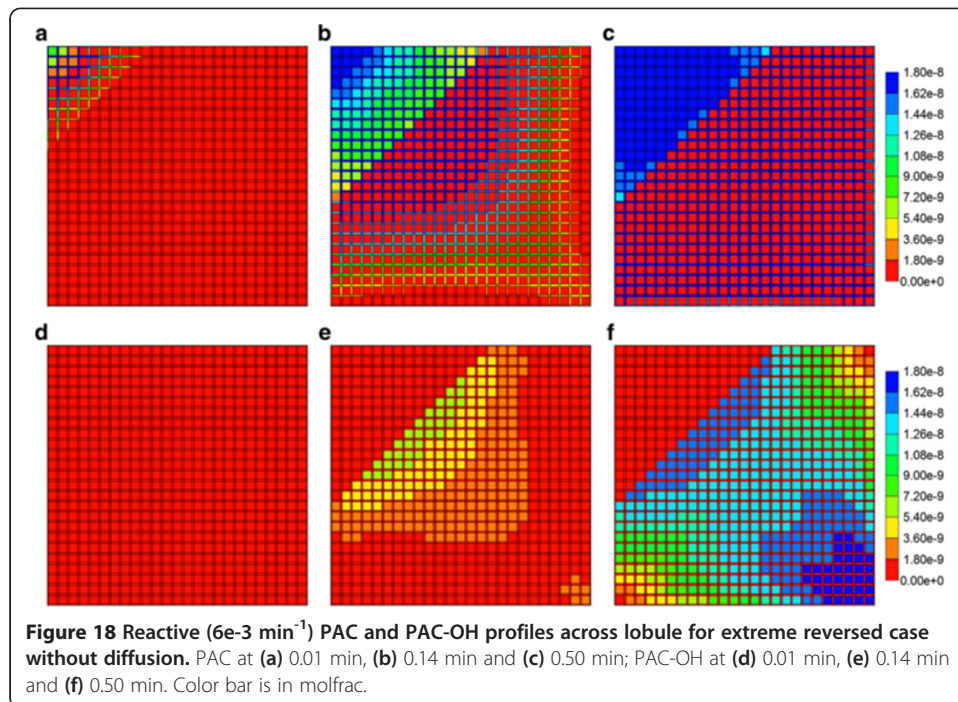 a
b
c
1.80e-8
1.62e-8
1.44e-8
1.26e-8
1.08e-8
9.00e-9
7.20e-9
5.40e-9
3.60e-9
1.80e-9
0.00e+0
d
e
f
1.80e-8
1.62e-8
1.44e-8
1.26e-8
1.08e-8
9.00e-9
7.20e-9
5.40e-9
3.60e-9
1.80e-9
0.00e+0
Figure 18 Reactive (6e-3 min⁻¹) PAC and PAC-OH profiles across lobule for extreme reversed case
without diffusion. PAC at (a) 0.01 min, (b) 0.14 min and (c) 0.50 min; PAC-OH at (d) 0.01 min, (e) 0.14 min
and (f) 0.50 min. Color bar is in molfrac.